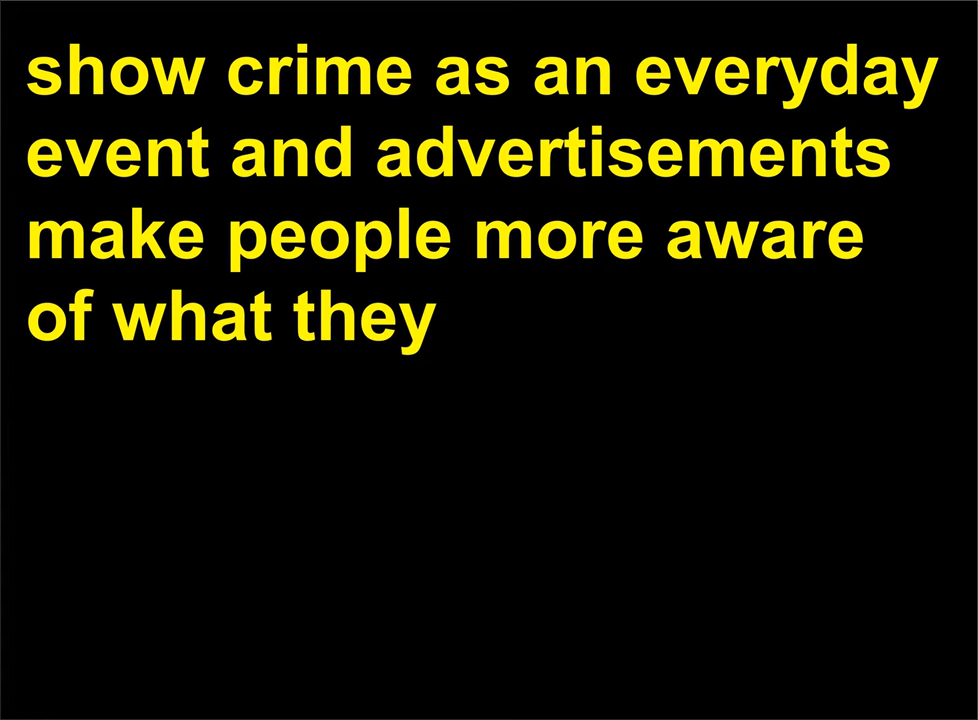 show crime as an everyday
event and advertisements
make people more aware
of what they